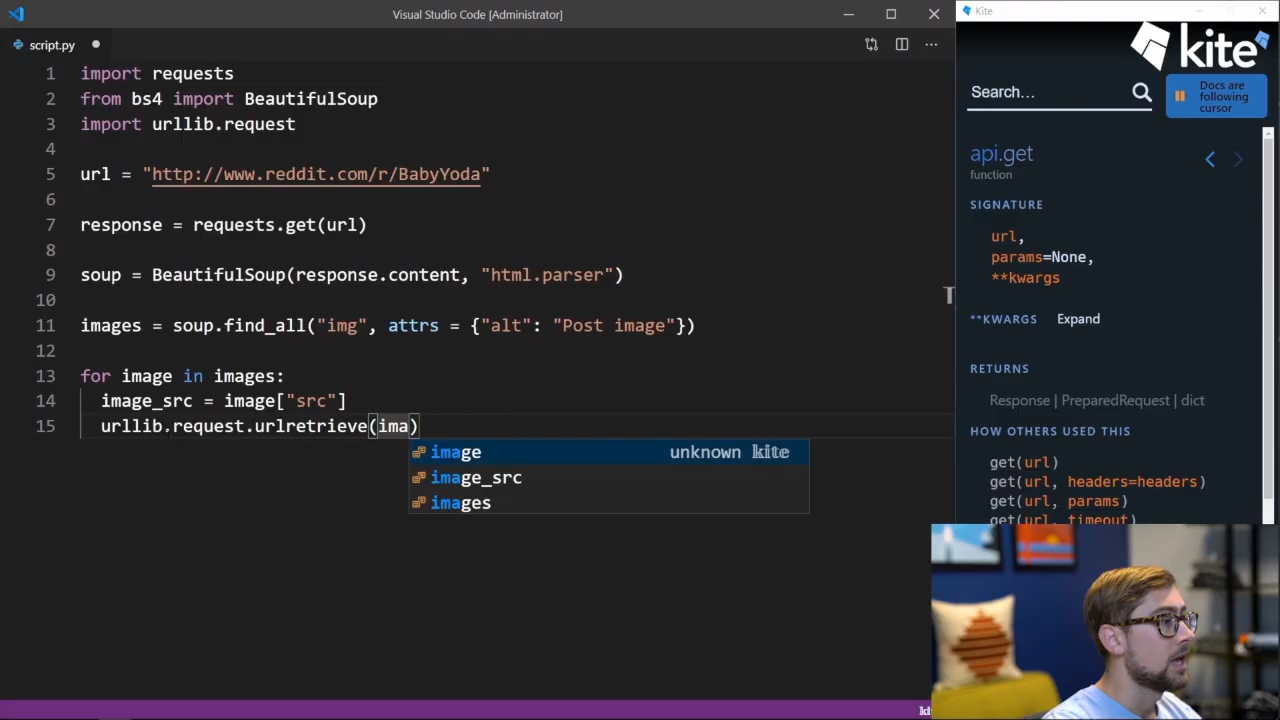 Visual Studio Code [Administrator]
script.py
1 import requests
2 from bs4 import BeautifulSoup
3 import urllib.request
4
5 url = "http://www.reddit.com/r/BabyYoda"
6
7 response = requests.get(url)
8
9 soup = BeautifulSoup(response.content, "html.parser")
10
11 images = soup.find_all("img", attrs = {"alt": "Post image"})
12
13 for image in images:
14 image_src = image["src"]
15 urllib.request.urlretrieve(ima)
image unknown kite
image_src
images
Kite
kite
Search...
Docs are
following
cursor
api.get
function
SIGNATURE
url,
params=None,
**kwargs
**KWARGS Expand
RETURNS
Response | PreparedRequest | dict
HOW OTHERS USED THIS
get(url)
get(url, headers=headers)
get(url, params)
get(url, timeout)